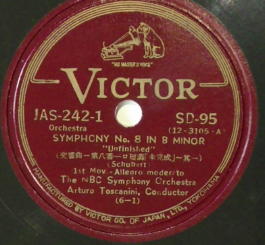 "HIS MASTER'S VOICE"
VICTOR
JAS-242-1 SD-95
Orchestra (12-3105-A)
SYMPHONY No. 8 IN B MINOR
"Unfinished"
(Schubert)
1st Mov.-Allegro moderato
The NBC Symphony Orchestra
Arturo Toscanini, Conductor
(6-1)
MANUFACTURED BY VICTOR CO. OF JAPAN, LTD., YOKOHAMA